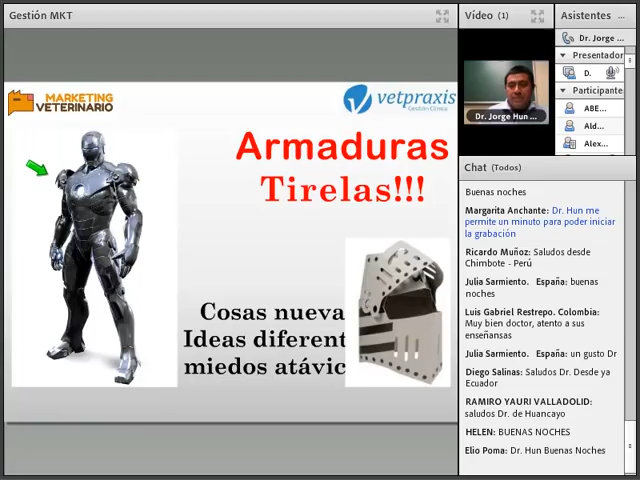 Gestión MKT
MARKETING
VETERINARIO
vetpraxis
Gestión Clínica
Armaduras
Tirelas!!!
Cosas nueva
Ideas diferent
miedos atávic
Vídeo (1)
Dr. Jorge Hun ...
Asistentes
Dr. Jorge ...
Presentador
D.
Participante
ABE...
Ald...
Alex...
Chat (Todos)
Buenas noches
Margarita Anchante: Dr. Hun me
permite un minuto para poder iniciar
la grabación
Ricardo Muñoz: Saludos desde
Chimbote - Perú
Julia Sarmiento. España: buenas
noches
Luis Gabriel Restrepo. Colombia:
Muy bien doctor, atento a sus
enseñansas
Julia Sarmiento. España: un gusto Dr
Diego Salinas: Saludos Dr. Desde ya
Ecuador
RAMIRO YAURI VALLADOLID:
saludos Dr. de Huancayo
HELEN: BUENAS NOCHES
Elio Poma: Dr. Hun Buenas Noches